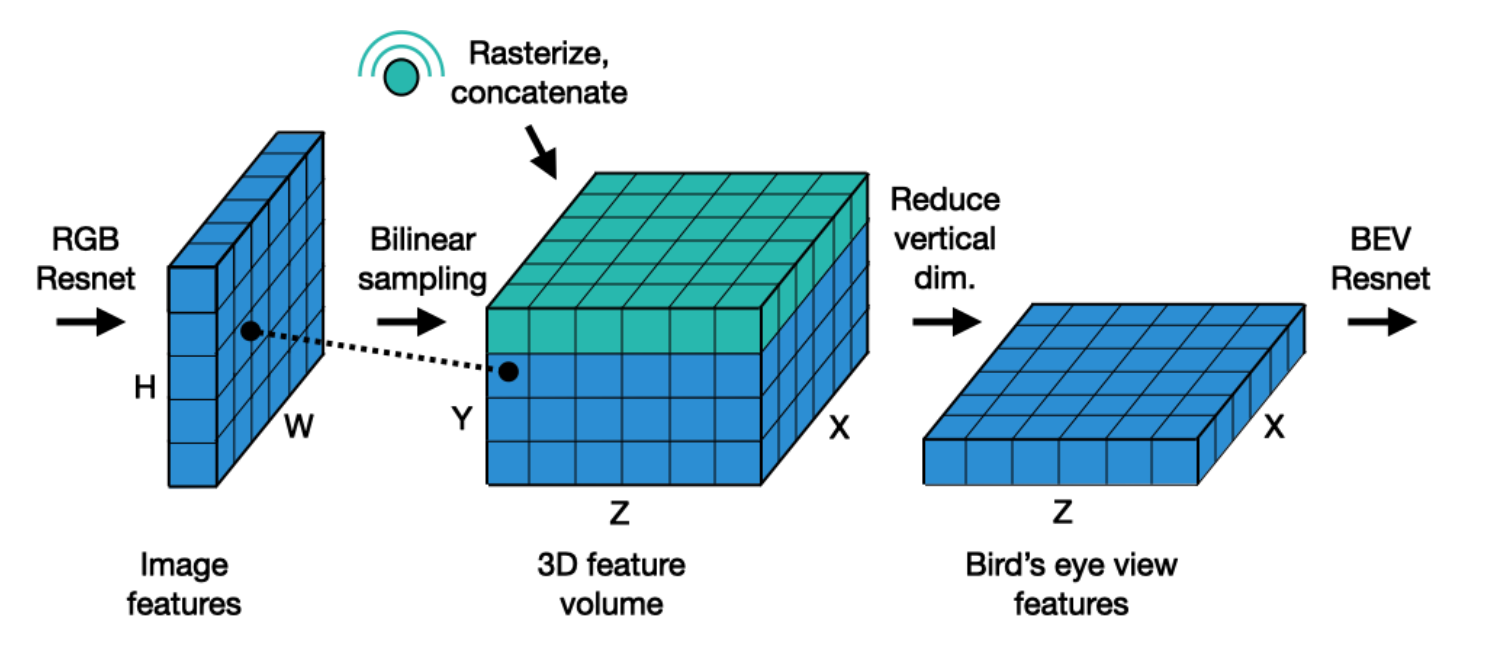 Rasterize,
concatenate
RGB
Resnet
H
W
Image
features
Bilinear
sampling
Y
Z
X
3D feature
volume
Reduce
vertical
dim.
Z
X
Bird's eye view
features
BEV
Resnet